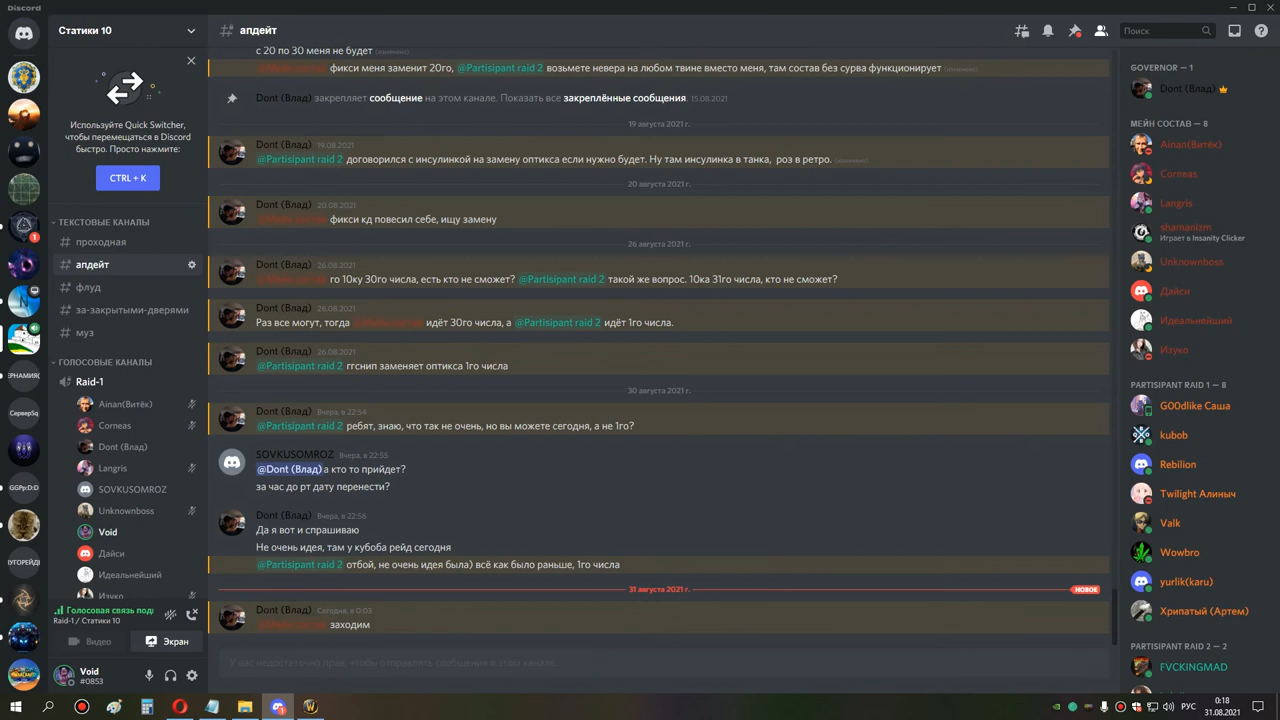 Discord
Статики 10
Используйте Quick Switcher,
чтобы перемещаться в Discord
быстро. Просто нажмите:
CTRL + K
ТЕКСТОВЫЕ КАНАЛЫ
# проходная
# апдейт
# флуд
# за-закрытыми-дверями
# муз
ГОЛОСОВЫЕ КАНАЛЫ
Raid-1
Ainan(Витёк)
Corneas
Dont (Влад)
Langris
SOVKUSOMROZ
Unknownboss
Void
Дайси
Идеальнейший
Изуко
Голосовая связь под
Raid-1 / Статики 10
Видео
Экран
Void
#0853
ЕРНАМИЯ(
СерверSq
GGPp:D:D
УГОРЕЙД
1
апдейт
Поиск
с 20 по 30 меня не будет (изменено)
фикси меня заменит 20го, @Partisipant raid 2 возьмете невера на любом твине вместо меня, там состав без сурва функционирует (изменено)
Dont (Влад) закрепляет сообщение на этом канале. Показать все закреплённые сообщения. 15.08.2021
19 августа 2021 г.
Dont (Влад) 19.08.2021
@Partisipant raid 2 договорился с инсулинкой на замену оптикса если нужно будет. Ну там инсулинка в танка, роз в ретро. (изменено)
20 августа 2021 г.
Dont (Влад) 20.08.2021
фикси кд повесил себе, ищу замену
26 августа 2021 г.
Dont (Влад) 26.08.2021
го 10ку 30го числа, есть кто не сможет? @Partisipant raid 2 такой же вопрос. 10ка 31го числа, кто не сможет?
Dont (Влад) 26.08.2021
Раз все могут, тогда идёт 30го числа, а @Partisipant raid 2 идёт 1го числа.
Dont (Влад) 26.08.2021
@Partisipant raid 2 ггснип заменяет оптикса 1го числа
30 августа 2021 г.
Dont (Влад) Вчера, в 22:54
@Partisipant raid 2 ребят, знаю, что так не очень, но вы можете сегодня, а не 1го?
SOVKUSOMROZ Вчера, в 22:55
@Dont (Влад) а кто то прийдет?
за час до рт дату перенести?
Dont (Влад) Вчера, в 22:56
Да я вот и спрашиваю
Не очень идея, там у кубоба рейд сегодня
@Partisipant raid 2 отбой, не очень идея была) всё как было раньше, 1го числа
31 августа 2021 г. НОВОЕ
Dont (Влад) Сегодня, в 0:03
заходим
У вас недостаточно прав, чтобы отправлять сообщения в этом канале.
GOVERNOR — 1
Dont (Влад)
МЕЙН СОСТАВ — 8
Ainan(Витёк)
Corneas
Langris
shamanizm
Играет в Insanity Clicker
Unknownboss
Дайси
Идеальнейший
Изуко
PARTISIPANT RAID 1 — 8
G00dlike Саша
kubob
Rebilion
Twilight Алиныч
Valk
Wowbro
yurlik(karu)
Хрипатый (Артем)
PARTISIPANT RAID 2 — 2
FVCKINGMAD
РУС
0:18
31.08.2021